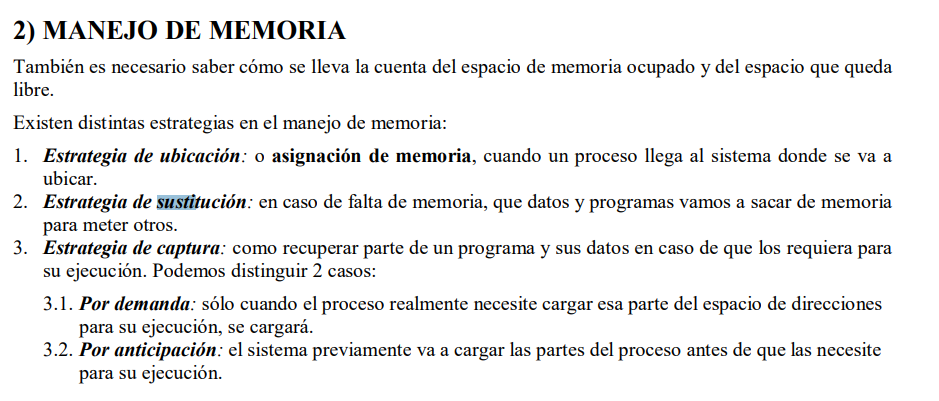 2) MANEJO DE MEMORIA
También es necesario saber cómo se lleva la cuenta del espacio de memoria ocupado y del espacio que queda
libre.
Existen distintas estrategias en el manejo de memoria:
1. Estrategia de ubicación: o asignación de memoria, cuando un proceso llega al sistema donde se va a
ubicar.
2. Estrategia de sustitución: en caso de falta de memoria, que datos y programas vamos a sacar de memoria
para meter otros.
3. Estrategia de captura: como recuperar parte de un programa y sus datos en caso de que los requiera para
su ejecución. Podemos distinguir 2 casos:
3.1. Por demanda: sólo cuando el proceso realmente necesite cargar esa parte del espacio de direcciones
para su ejecución, se cargará.
3.2. Por anticipación: el sistema previamente va a cargar las partes del proceso antes de que las necesite
para su ejecución.